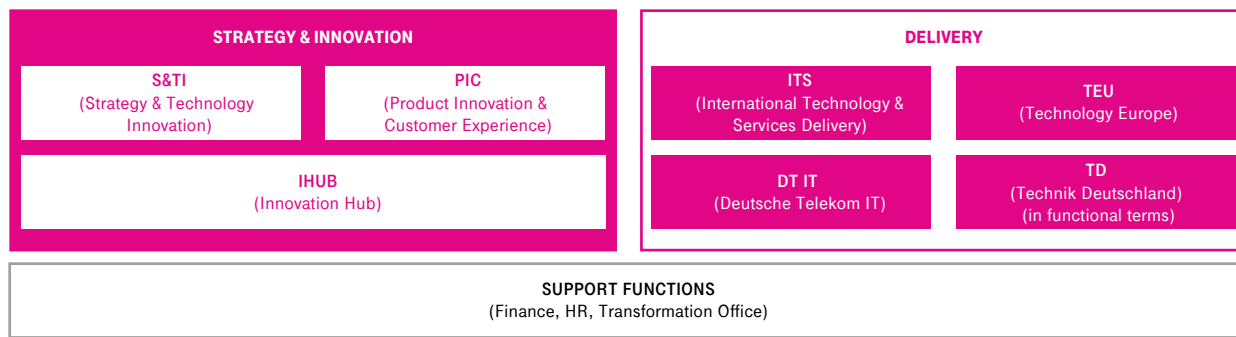 STRATEGY & INNOVATION
S&TI
(Strategy & Technology
Innovation)
PIC
(Product Innovation &
Customer Experience)
IHUB
(Innovation Hub)
DELIVERY
ITS
(International Technology &
Services Delivery)
TEU
(Technology Europe)
DT IT
(Deutsche Telekom IT)
TD
(Technik Deutschland)
(in functional terms)
SUPPORT FUNCTIONS
(Finance, HR, Transformation Office)